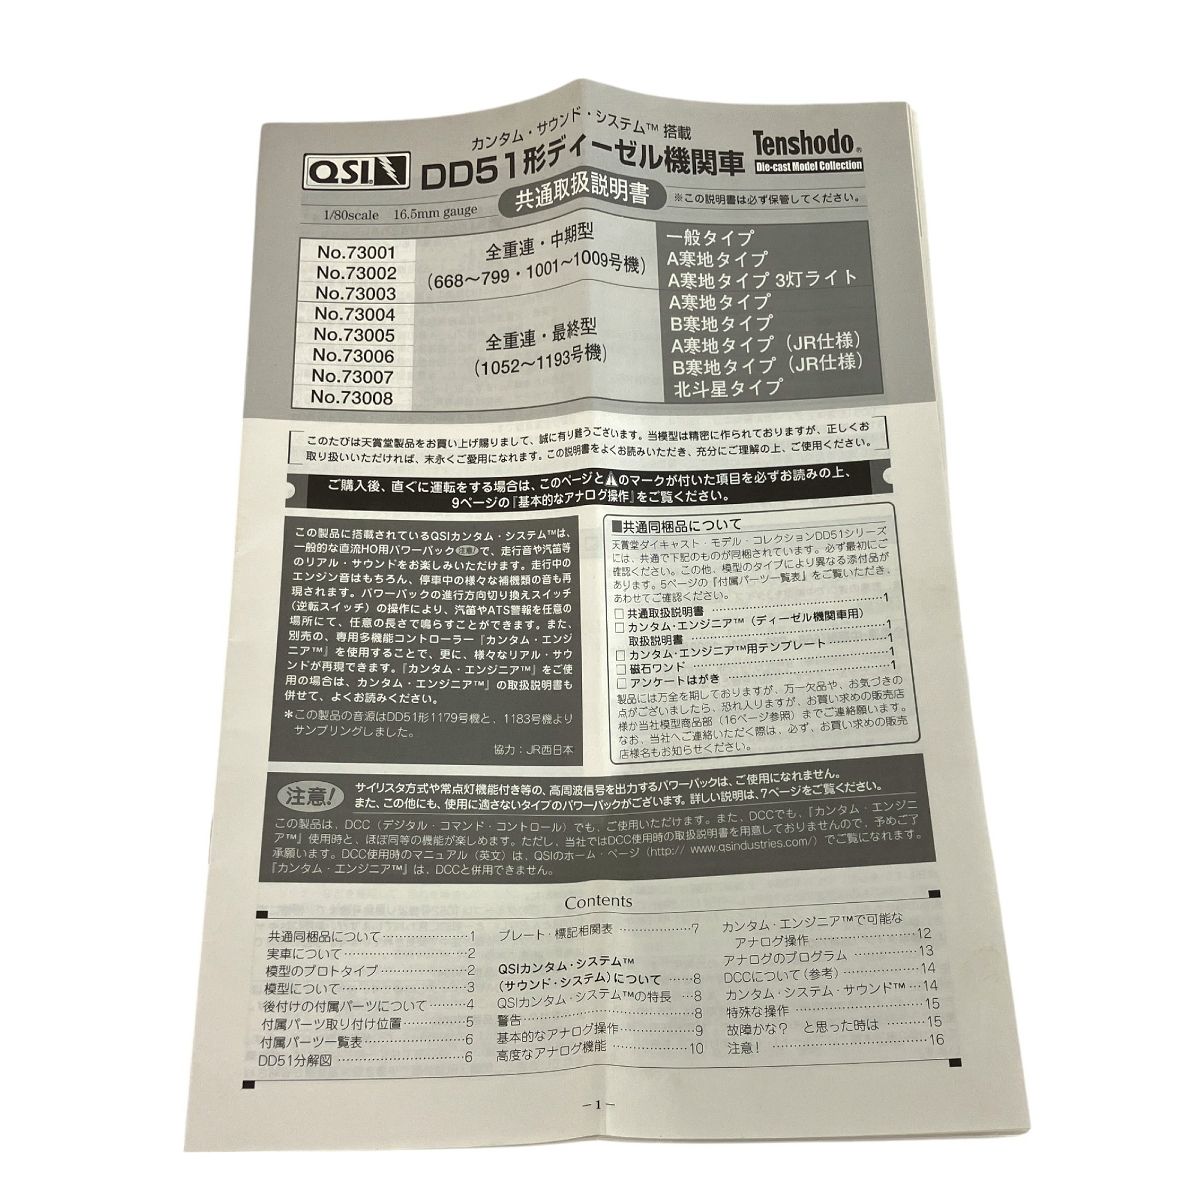 カンタム・サウンド・システム™ 搭載
QSI®
DD51形ディーゼル機関車
Tenshodo®
Die-cast Model Collection
共通取扱説明書
※この説明書は必ず保管してください。
1/80scale 16.5mm gauge
No.73001
No.73002
No.73003
No.73004
No.73005
No.73006
No.73007
No.73008
全重連・中期型
(668～799・1001～1009号機)
全重連・最終型
(1052～1193号機)
一般タイプ
A寒地タイプ
A寒地タイプ 3灯ライト
A寒地タイプ
B寒地タイプ
A寒地タイプ（JR仕様）
B寒地タイプ（JR仕様）
北斗星タイプ
このたびは天賞堂製品をお買い上げ賜りまして、誠に有り難うございます。当模型は精密に作られておりますが、正しくお
取り扱いいただければ、末永くご愛用になれます。この説明書をよくお読みいただき、充分にご理解の上、ご使用ください。
ご購入後、直ぐに運転をする場合は、このページと⚠のマークが付いた項目を必ずお読みの上、
9ページの『基本的なアナログ操作』をご覧ください。
この製品に搭載されているQSIカンタム・システム™は、
一般的な直流HO用パワーパック注意!で、走行音や汽笛等
のリアル・サウンドをお楽しみいただけます。走行中の
エンジン音はもちろん、停車中の様々な補機類の音も再
現されます。パワーパックの進行方向切り換えスイッチ
(逆転スイッチ）の操作により、汽笛やATS警報を任意の
場所にて、任意の長さで鳴らすことができます。また、
別売の、専用多機能コントローラー『カンタム・エンジ
ニア™』を使用することで、更に、様々なリアル・サウ
ンドが再現できます。『カンタム・エンジニア™』をご使
用の場合は、カンタム・エンジニア™』の取扱説明書も
併せて、よくお読みください。
＊この製品の音源はDD51形1179号機と、1183号機より
サンプリングしました。
協力：JR西日本
■共通同梱品について
天賞堂ダイキャスト・モデル・コレクションDD51シリーズ
には、共通で下記のものが同梱されています。必ず最初にご
確認ください。この他、模型のタイプにより異なる添付品が
あります。5ページの『付属パーツ一覧表』をご覧いただき、
あわせてご確認ください。
□ 共通取扱説明書 ……………………………1
□ カンタム・エンジニア™（ディーゼル機関車用）
取扱説明書 ……………………………1
□ カンタム・エンジニア™用テンプレート ………1
□ 磁石ワンド ……………………………1
□ アンケートはがき ……………………………1
製品には万全を期しておりますが、万一欠品や、お気づきの
点がございましたら、恐れ入りますが、お買い求めの販売店
様か当社模型商品部（16ページ参照）までご連絡願います。
なお、当社へご連絡いただく際は、必ず、お買い求めの販売
店様名もお知らせください。
注意!
サイリスタ方式や常点灯機能付き等の、高周波信号を出力するパワーパックは、ご使用になれません。
また、この他にも、使用に適さないタイプのパワーパックがございます。詳しい説明は、7ページをご覧ください。
この製品は、DCC（デジタル・コマンド・コントロール）でも、ご使用いただけます。また、DCCでも、『カンタム・エンジニ
ア™』使用時と、ほぼ同等の機能が楽しめます。ただし、当社ではDCC使用時の取扱説明書を用意しておりませんので、予めご了
承願います。DCC使用時のマニュアル（英文）は、QSIのホーム・ページ（http:// www.qsindustries.com/）でご覧になれます。
『カンタム・エンジニア™』は、DCCと併用できません。
Contents
共通同梱品について………………1
実車について………………2
模型のプロトタイプ………………2
模型について………………3
後付けの付属パーツについて………4
付属パーツ取り付け位置………5
付属パーツ一覧表………………6
DD51分解図………………6
プレート・標記相関表 ………………7
QSIカンタム・システム™
(サウンド・システム）について ……8
QSIカンタム・システム™の特長 …8
警告………………8
基本的なアナログ操作………………9
高度なアナログ機能 ………………10
カンタム・エンジニア™で可能な
アナログ操作 ………………12
アナログのプログラム ………………13
DCCについて（参考）………………14
カンタム・システム・サウンド™ …14
特殊な操作………………15
故障かな？ と思った時は ………15
注意！ ………………16
－1－